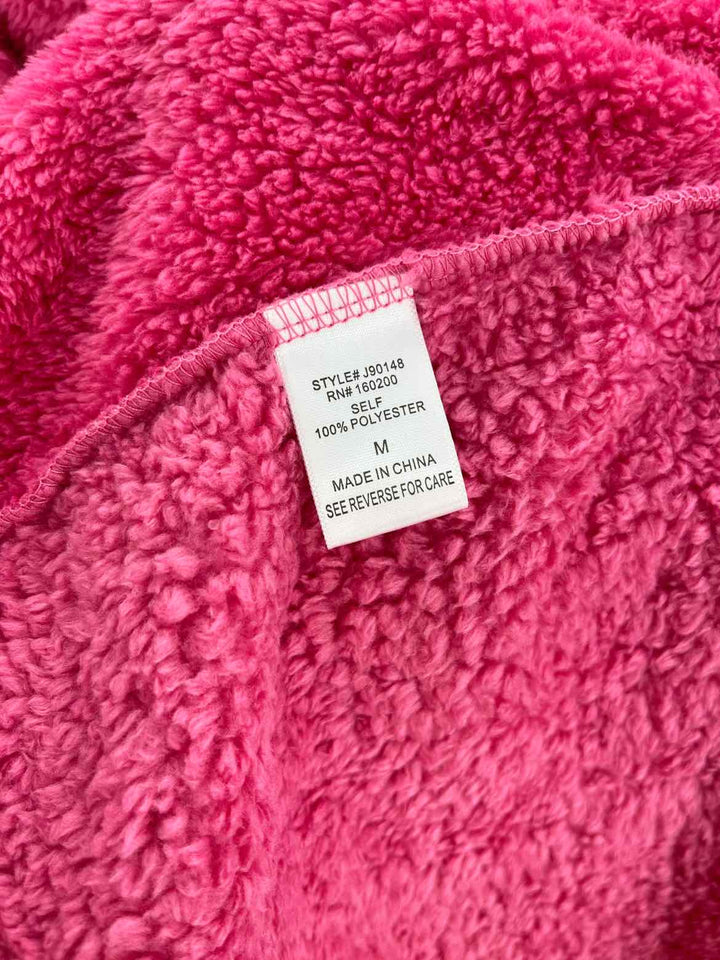 STYLE# J90148
RN# 160200
SELF
100% POLYESTER
M
MADE IN CHINA
SEE REVERSE FOR CARE